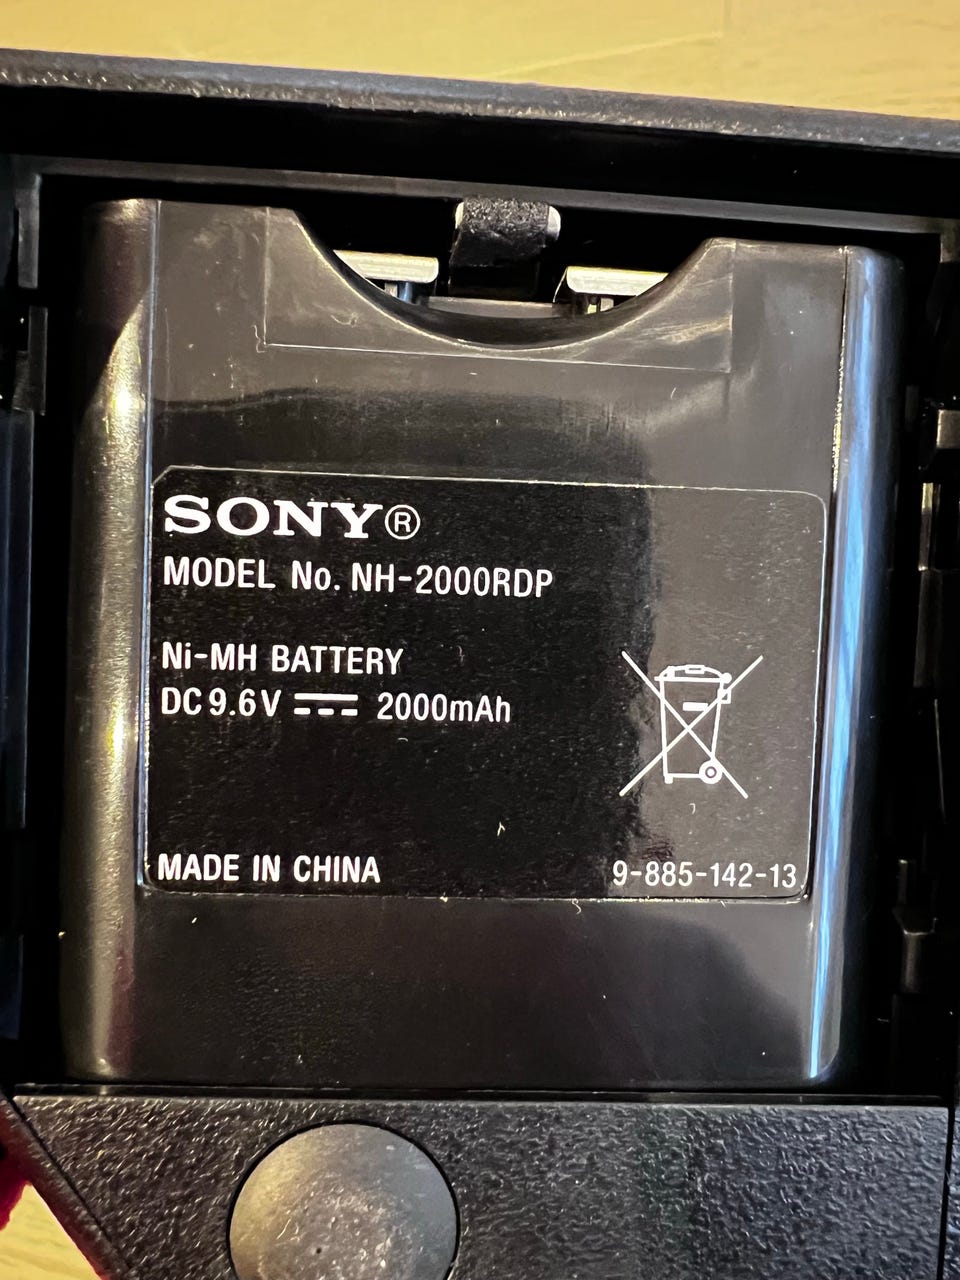 SONY®
MODEL No. NH-2000RDP
Ni-MH BATTERY
DC 9.6V ⎓ 2000mAh
MADE IN CHINA
9-885-142-13